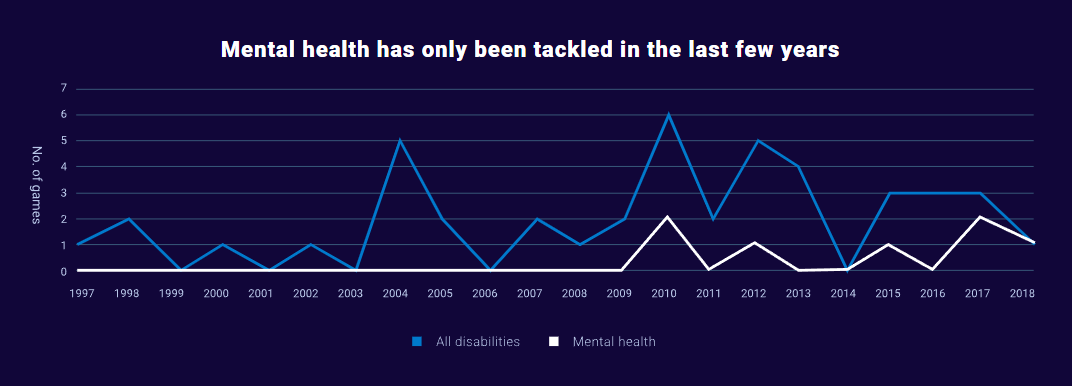 Mental health has only been tackled in the last few years
7
6
5
4
3
2
1
0
No. of games
1997 1998 1999 2000 2001 2002 2003 2004 2005 2006 2007 2008 2009 2010 2011 2012 2013 2014 2015 2016 2017 2018
All disabilities Mental health